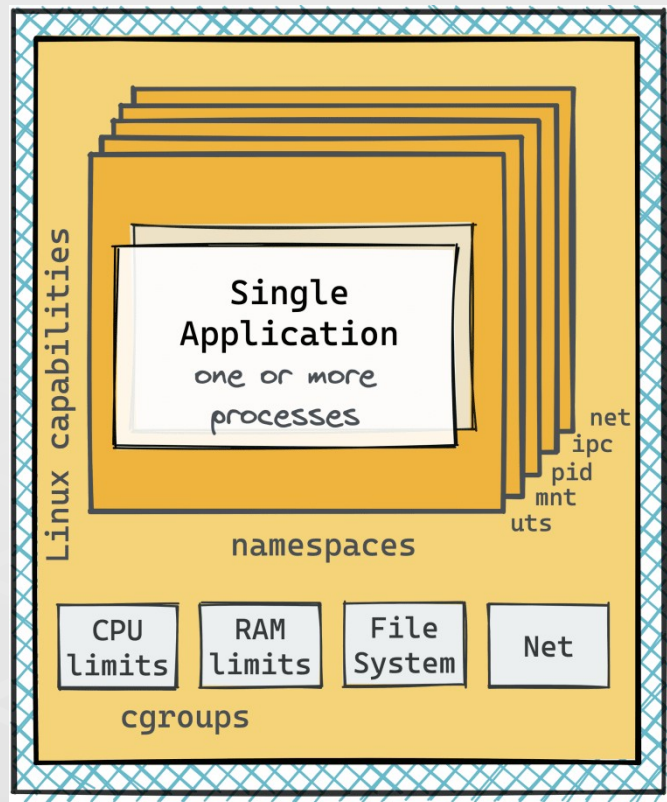 Linux capabilities
Single
Application
one or more
processes
net
ipc
pid
mnt
uts
namespaces
CPU
limits
RAM
limits
File
System
Net
cgroups